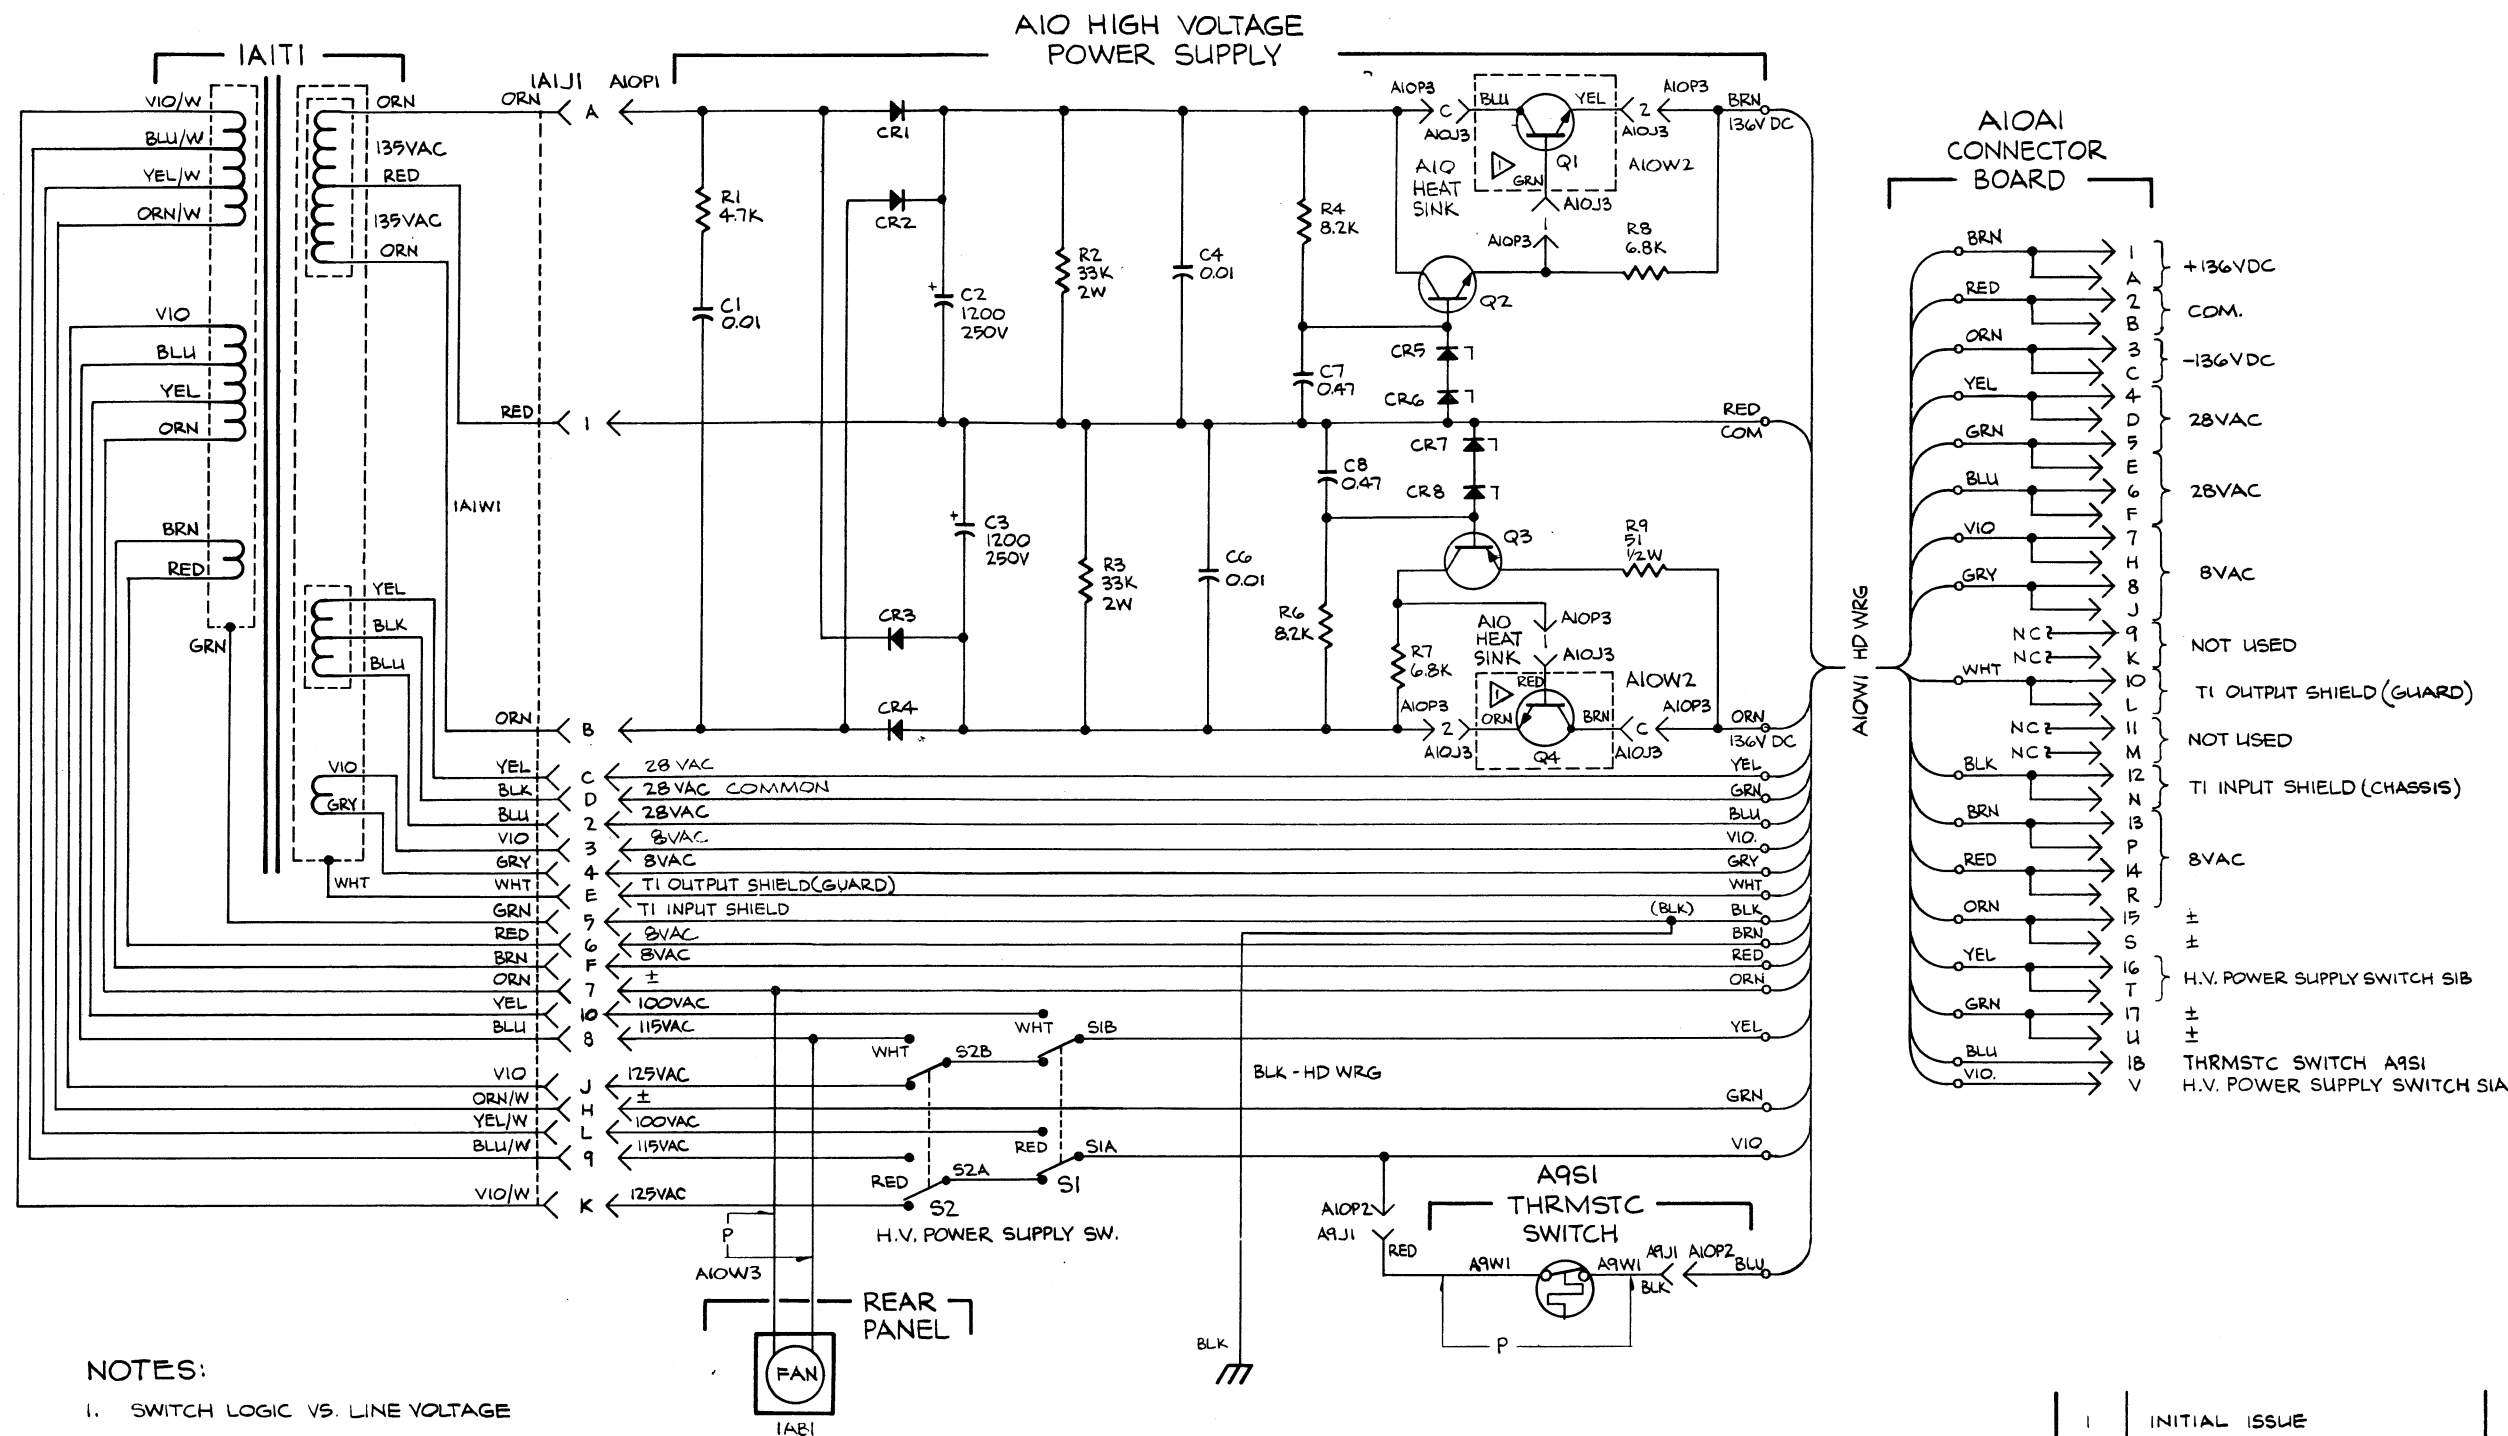 A10 HIGH VOLTAGE
POWER SUPPLY
1A1T1
1A1J1
A10P1
VIO/W
BLU/W
YEL/W
ORN/W
VIO
BLU
YEL
ORN
BRN
RED
GRN
ORN
135VAC
RED
135VAC
ORN
YEL
BLK
BLU
VIO
GRY
WHT
1A1W1
ORN
A
RED
1
ORN
B
YEL
C
28 VAC
BLK
D
28 VAC COMMON
BLU
2
28VAC
VIO
3
8VAC
GRY
4
8VAC
WHT
E
T1 OUTPUT SHIELD(GUARD)
GRN
5
T1 INPUT SHIELD
RED
6
8VAC
BRN
F
8VAC
ORN
7
±
YEL
10
100VAC
BLU
8
115VAC
VIO
J
125VAC
ORN/W
H
±
YEL/W
L
100VAC
BLU/W
9
115VAC
VIO/W
K
125VAC
R1
4.7K
C1
0.01
CR1
CR2
C2
1200
250V
+
R2
33K
2W
C4
0.01
R4
8.2K
C7
0.47
A10P3
C
A10J3
BLU
YEL
2
A10P3
A10J3
BRN
136V DC
Q1
1
GRN
A10
HEAT
SINK
A10W2
A10J3
1
A10P3
R8
6.8K
Q2
CR5
7
CR6
7
RED
COM
CR7
7
CR8
7
C8
0.47
+
C3
1200
250V
CR3
CR4
R3
33K
2W
C6
0.01
R6
8.2K
Q3
R9
51
1/2W
R7
6.8K
A10
HEAT
SINK
A10P3
1
A10J3
RED
1
A10W2
A10P3
2
A10J3
ORN
BRN
C
A10P3
A10J3
Q4
ORN
136V DC
YEL
GRN
BLU
VIO.
GRY
WHT
(BLK)
BLK
BRN
RED
ORN
YEL
GRN
VIO
WHT
WHT
S2B
S1B
RED
RED
S2A
S1A
S2
S1
H.V. POWER SUPPLY SW.
BLK - HD WRG
BLK
P
A10W3
REAR
PANEL
FAN
1AB1
A10P2
A9J1
RED
A9S1
THRMSTC
SWITCH
A9W1
A9W1
A9J1
A10P2
BLK
BLU
P
A10W1 HD WRG
A10A1
CONNECTOR
BOARD
BRN
1
A
+136VDC
RED
2
B
COM.
ORN
3
C
-136VDC
YEL
4
D
28VAC
GRN
5
E
BLU
6
F
28VAC
VIO
7
H
8VAC
GRY
8
J
NC
9
NC
K
NOT USED
WHT
10
L
T1 OUTPUT SHIELD (GUARD)
NC
11
NC
M
NOT USED
BLK
12
N
T1 INPUT SHIELD (CHASSIS)
BRN
13
P
8VAC
RED
14
R
ORN
15
±
S
±
YEL
16
T
H.V. POWER SUPPLY SWITCH S1B
GRN
17
±
U
±
BLU
18
THRMSTC SWITCH A9S1
VIO.
V
H.V. POWER SUPPLY SWITCH S1A
NOTES:
1. SWITCH LOGIC VS. LINE VOLTAGE
1
INITIAL ISSUE